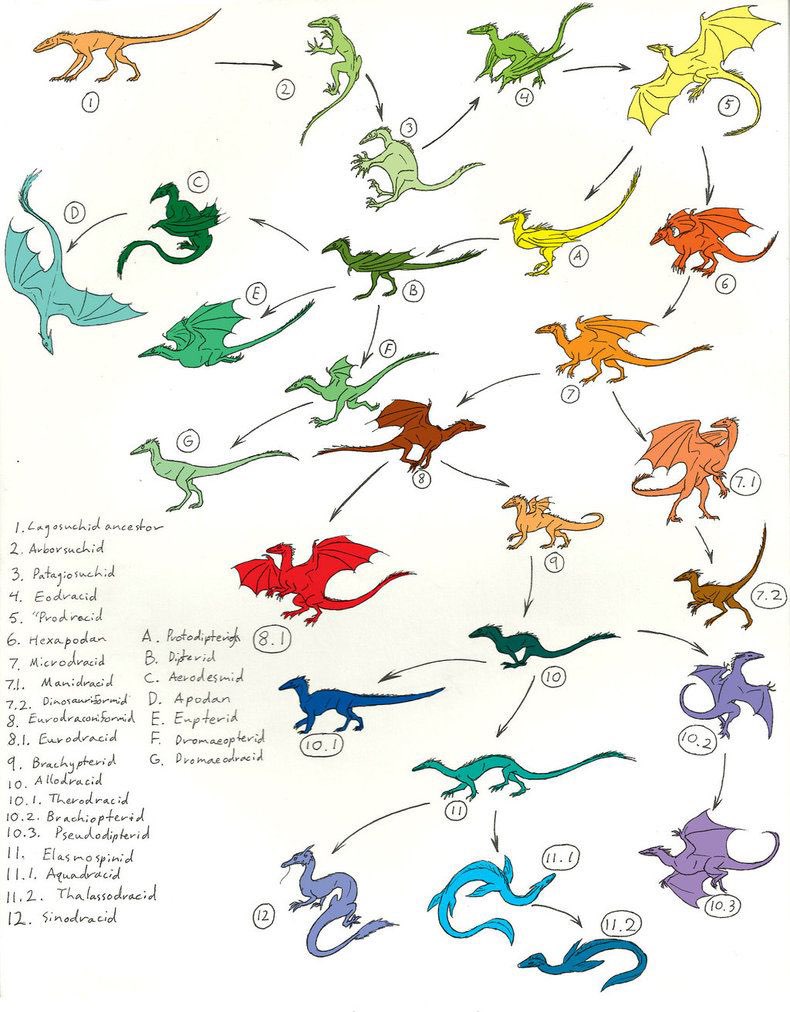 1
2
3
4
5
C
D
A
6
E
B
F
7
G
8
7.1
9
7.2
8.1
10
10.1
10.2
11
11.1
12
11.2
10.3
1. Lagosuchid ancestor
2. Arborsuchid
3. Patagiosuchid
4. Eodracid
5. "Prodracid
6. Hexapodan
7. Microdracid
7.1. Manidracid
7.2. Dinosauriformid
8. Eurodraconiformid
8.1. Eurodracid
9. Brachypterid
10. Allodracid
10.1. Therodracid
10.2. Brachiopterid
10.3. Pseudodipterid
11. Elasmospinid
11.1. Aquadracid
11.2. Thalassodracid
12. Sinodracid
A. Protodipterid
B. Dipterid
C. Aerodesmid
D. Apodan
E. Eupterid
F. Dromaeopterid
G. Dromaeodracid